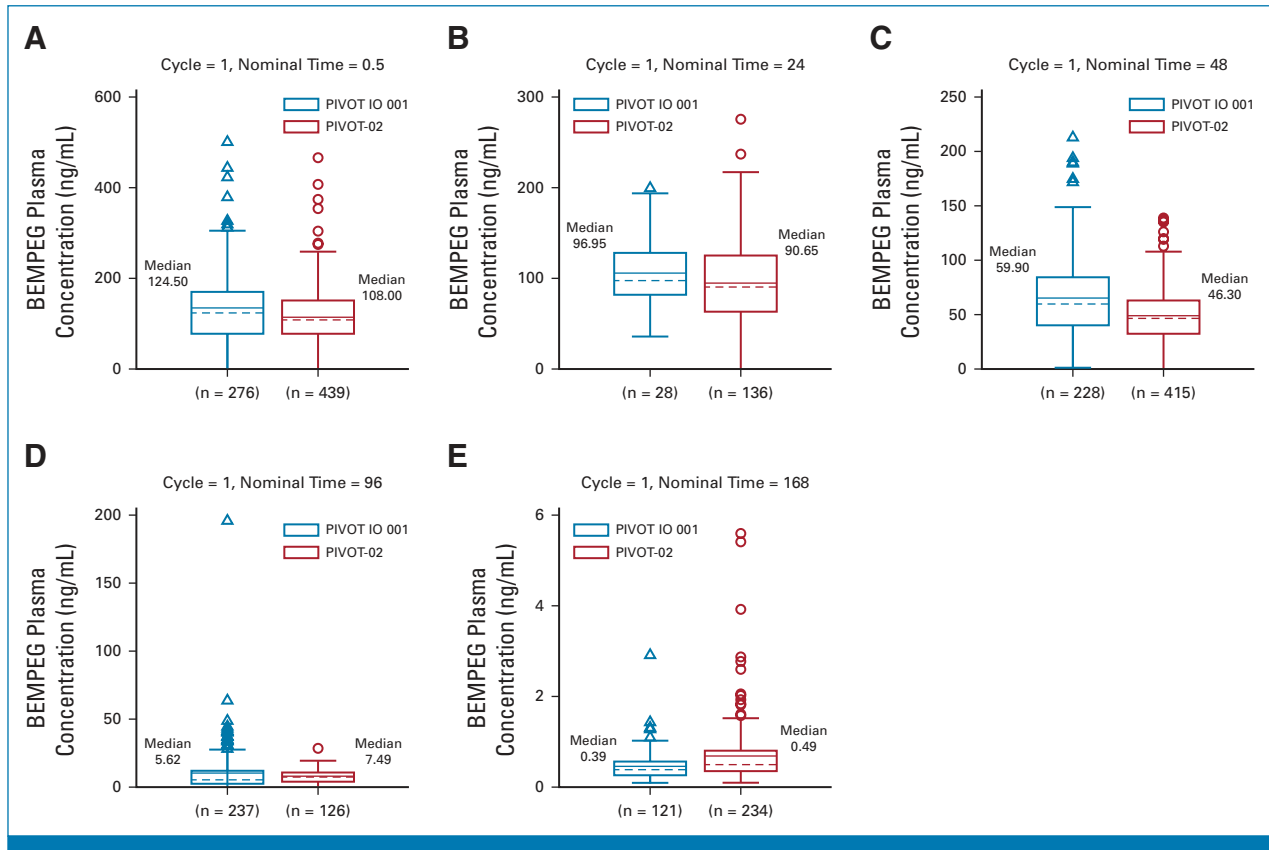 A
Cycle = 1, Nominal Time = 0.5
BEMPEG Plasma
Concentration (ng/mL)
600
400
200
0
PIVOT IO 001
PIVOT-02
Median
124.50
Median
108.00
(n = 276)
(n = 439)
B
Cycle = 1, Nominal Time = 24
BEMPEG Plasma
Concentration (ng/mL)
300
200
100
0
PIVOT IO 001
PIVOT-02
Median
96.95
Median
90.65
(n = 28)
(n = 136)
C
Cycle = 1, Nominal Time = 48
BEMPEG Plasma
Concentration (ng/mL)
250
200
150
100
50
0
PIVOT IO 001
PIVOT-02
Median
59.90
Median
46.30
(n = 228)
(n = 415)
D
Cycle = 1, Nominal Time = 96
BEMPEG Plasma
Concentration (ng/mL)
200
150
100
50
0
PIVOT IO 001
PIVOT-02
Median
5.62
Median
7.49
(n = 237)
(n = 126)
E
Cycle = 1, Nominal Time = 168
BEMPEG Plasma
Concentration (ng/mL)
6
4
2
0
PIVOT IO 001
PIVOT-02
Median
0.39
Median
0.49
(n = 121)
(n = 234)